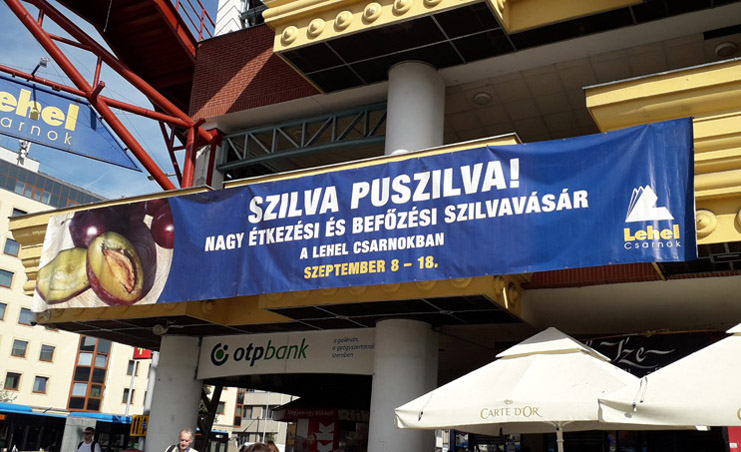 Lehel
Csarnok
SZILVA PUSZILVA!
NAGY ÉTKEZÉSI ÉS BEFŐZÉSI SZILVAVÁSÁR
A LEHEL CSARNOKBAN
SZEPTEMBER 8 – 18.
Lehel
Csarnok
otpbank
CARTE D'OR